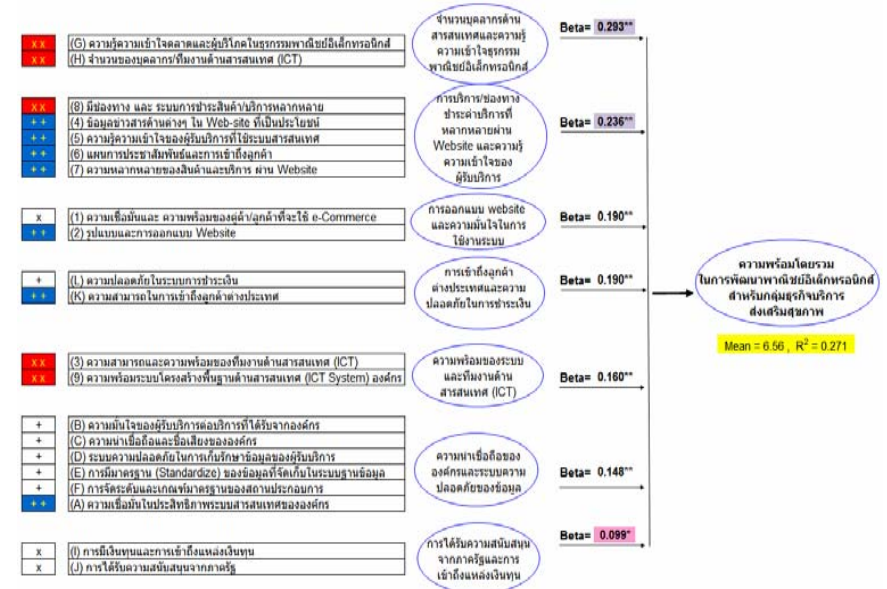 จำนวนบุคลากรด้าน
สารสนเทศและความรู้
ความเข้าใจธุรกรรม
พาณิชย์อิเล็กทรอนิกส์
Beta= 0.293**
x x (G) ความรู้ความเข้าใจตลาดและผู้บริโภคในธุรกรรมพาณิชย์อิเล็กทรอนิกส์
x x (H) จำนวนของบุคลากร/ทีมงานด้านสารสนเทศ (ICT)
การบริการ/ช่องทาง
ชำระค่าบริการที่
หลากหลายผ่าน
Website และความรู้
ความเข้าใจของ
ผู้รับบริการ
Beta= 0.236**
x x (8) มีช่องทาง และ ระบบการชำระสินค้า/บริการหลากหลาย
+ + (4) ข้อมูลข่าวสารด้านต่างๆ ใน Web-site ที่เป็นประโยชน์
+ + (5) ความรู้ความเข้าใจของผู้รับบริการที่ใช้ระบบสารสนเทศ
+ + (6) แผนการประชาสัมพันธ์และการเข้าถึงลูกค้า
+ + (7) ความหลากหลายของสินค้าและบริการ ผ่าน Website
การออกแบบ website
และความมั่นใจในการ
ใช้งานระบบ
Beta= 0.190**
x (1) ความเชื่อมั่นและ ความพร้อมของคู่ค้า/ลูกค้าที่จะใช้ e-Commerce
+ + (2) รูปแบบและการออกแบบ Website
การเข้าถึงลูกค้า
ต่างประเทศและความ
ปลอดภัยในการชำระเงิน
Beta= 0.190**
+ (L) ความปลอดภัยในระบบการชำระเงิน
+ + (K) ความสามารถในการเข้าถึงลูกค้าต่างประเทศ
ความพร้อมโดยรวม
ในการพัฒนาพาณิชย์อิเล็กทรอนิกส์
สำหรับกลุ่มธุรกิจบริการ
ส่งเสริมสุขภาพ
Mean = 6.56 , R² = 0.271
ความพร้อมของระบบ
และทีมงานด้าน
สารสนเทศ (ICT)
Beta= 0.160**
x x (3) ความสามารถและความพร้อมของทีมงานด้านสารสนเทศ (ICT)
x x (9) ความพร้อมระบบโครงสร้างพื้นฐานด้านสารสนเทศ (ICT System) องค์กร
ความน่าเชื่อถือของ
องค์กรและระบบความ
ปลอดภัยของข้อมูล
Beta= 0.148**
+ (B) ความมั่นใจของผู้รับบริการต่อบริการที่ได้รับจากองค์กร
+ (C) ความน่าเชื่อถือและชื่อเสียงขององค์กร
+ (D) ระบบความปลอดภัยในการเก็บรักษาข้อมูลของผู้รับบริการ
+ (E) การมีมาตรฐาน (Standardize) ของข้อมูลที่จัดเก็บในระบบฐานข้อมูล
+ (F) การจัดระดับและเกณฑ์มาตรฐานของสถานประกอบการ
+ + (A) ความเชื่อมั่นในประสิทธิภาพระบบสารสนเทศขององค์กร
การได้รับความสนับสนุน
จากภาครัฐและการ
เข้าถึงแหล่งเงินทุน
Beta= 0.099*
x (I) การมีเงินทุนและการเข้าถึงแหล่งเงินทุน
x (J) การได้รับความสนับสนุนจากภาครัฐ